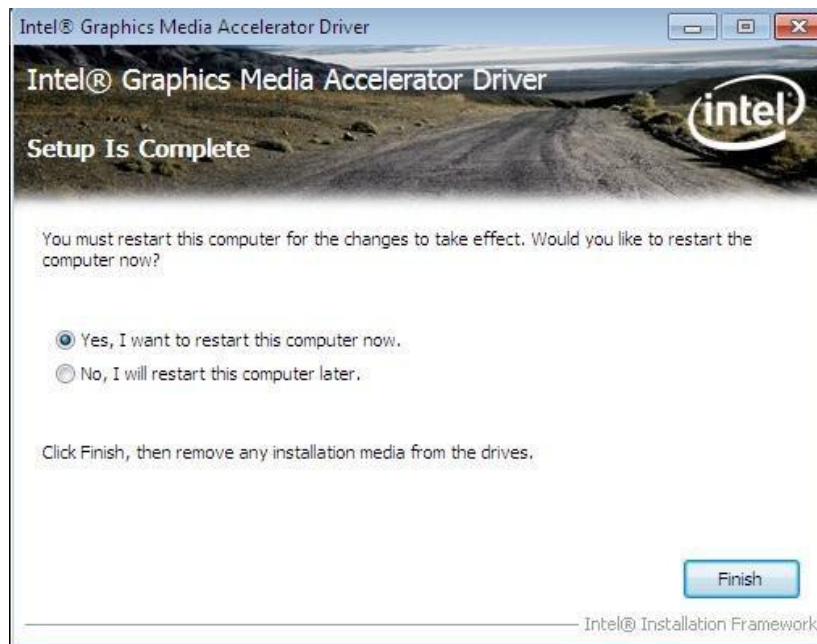 Intel® Graphics Media Accelerator Driver
Intel® Graphics Media Accelerator Driver
intel
Setup Is Complete
You must restart this computer for the changes to take effect. Would you like to restart the
computer now?
Yes, I want to restart this computer now.
No, I will restart this computer later.
Click Finish, then remove any installation media from the drives.
Finish
Intel® Installation Framework